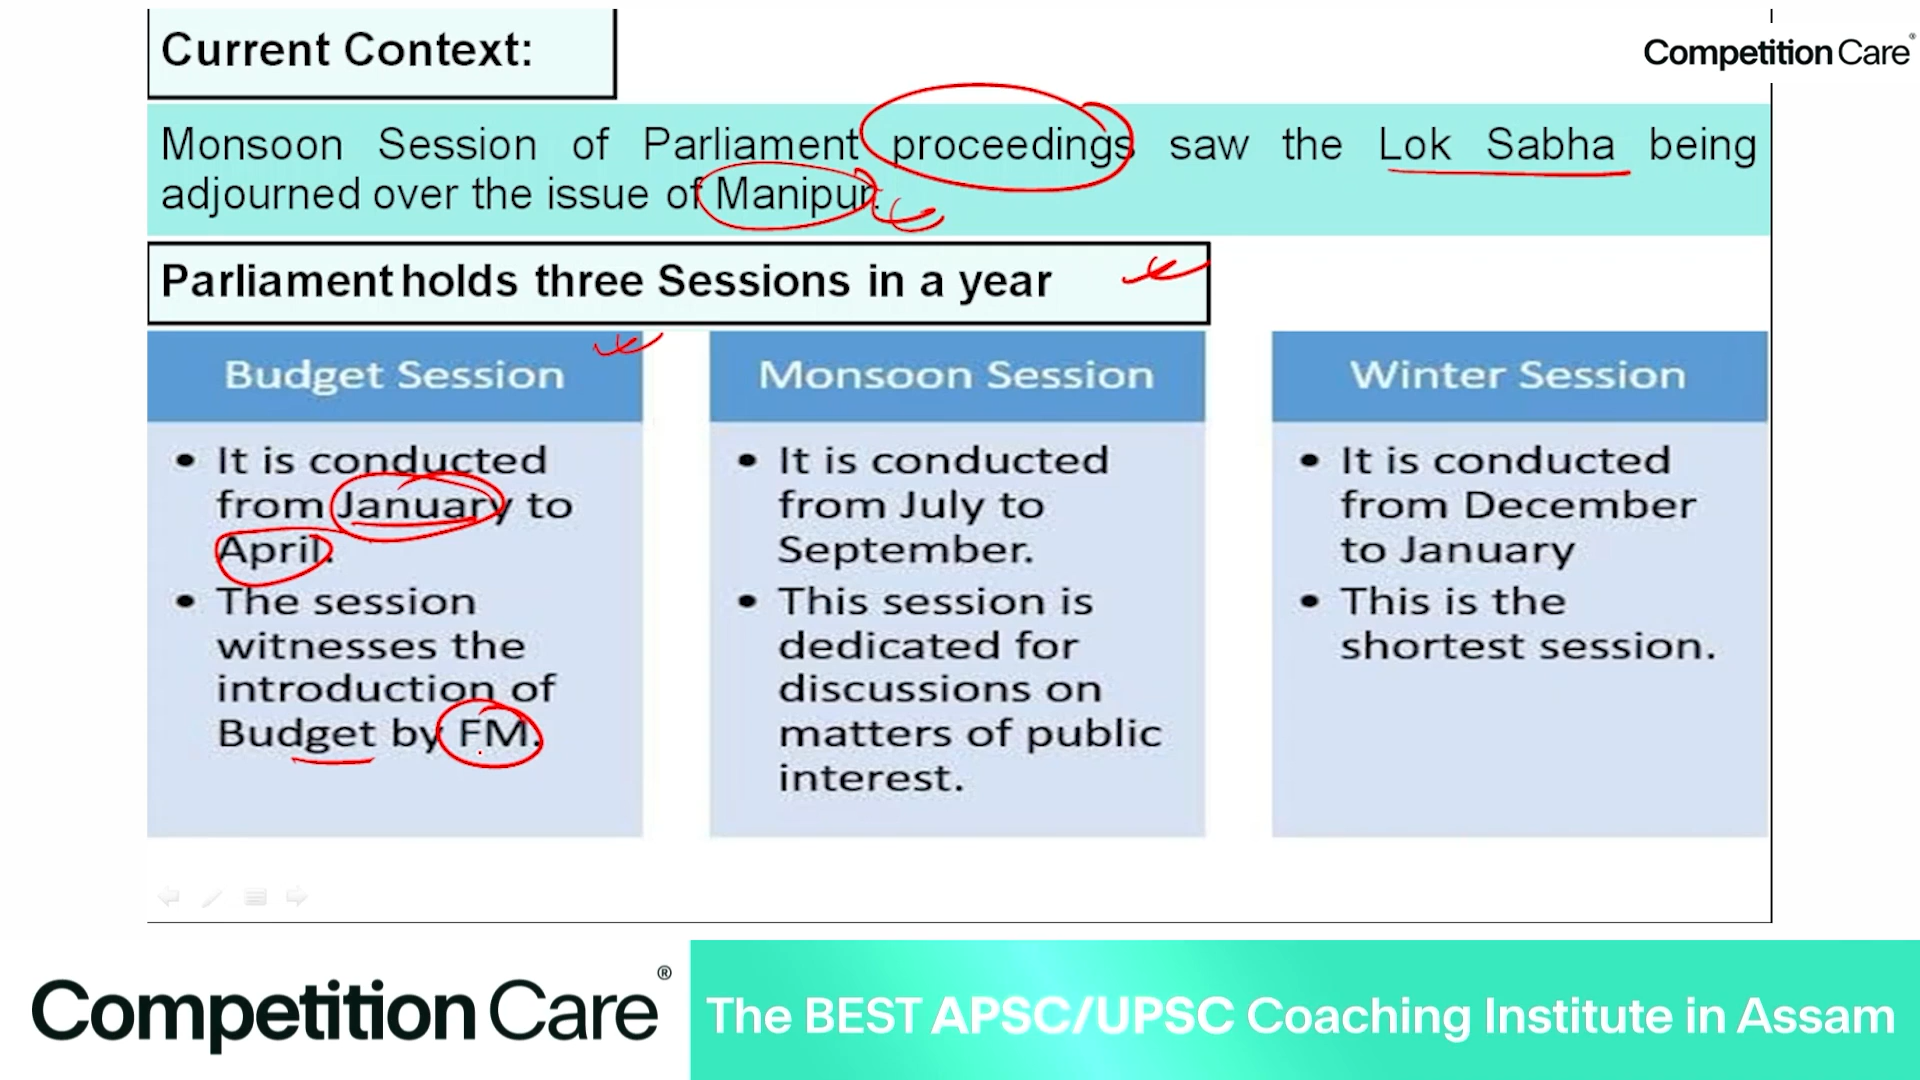 Current Context:
Competition Care®
Monsoon Session of Parliament proceedings saw the Lok Sabha being
adjourned over the issue of Manipur.
Parliament holds three Sessions in a year
Budget Session
• It is conducted
from January to
April.
• The session
witnesses the
introduction of
Budget by FM.
Monsoon Session
• It is conducted
from July to
September.
• This session is
dedicated for
discussions on
matters of public
interest.
Winter Session
• It is conducted
from December
to January
• This is the
shortest session.
Competition Care®
The BEST APSC/UPSC Coaching Institute in Assam